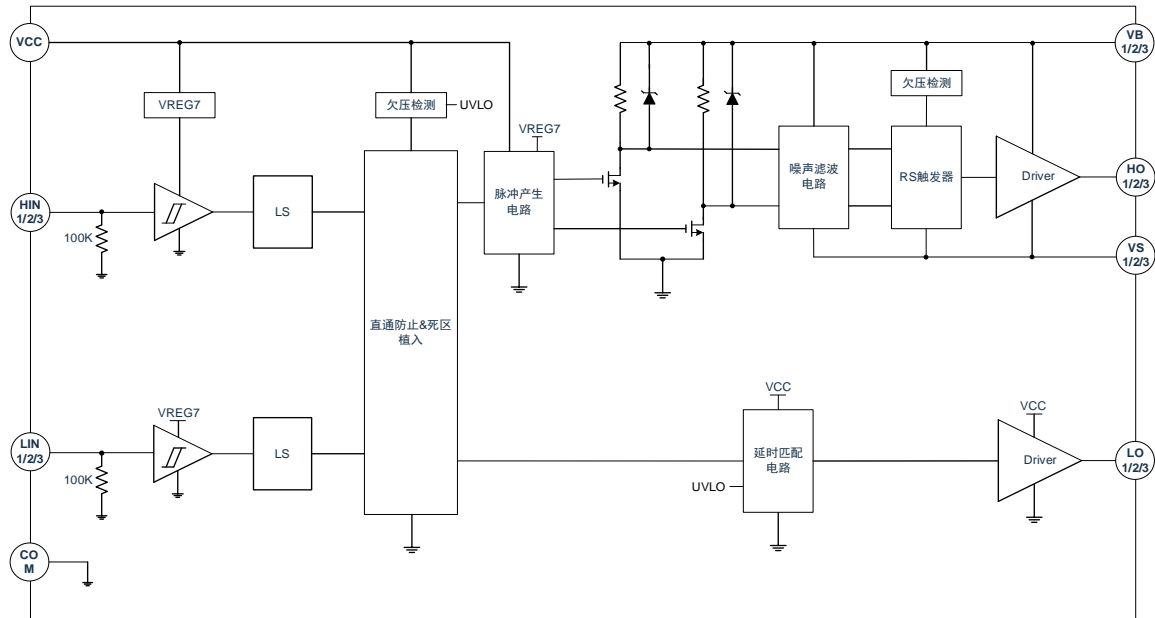 VCC
VB
1/2/3
VREG7
欠压检测
UVLO
欠压检测
VREG7
脉冲产生
电路
噪声滤波
电路
RS触发器
Driver
HO
1/2/3
HIN
1/2/3
100K
LS
VS
1/2/3
直通防止&死区
植入
VCC
VREG7
VCC
LIN
1/2/3
100K
LS
延时匹配
电路
UVLO
Driver
LO
1/2/3
CO
M